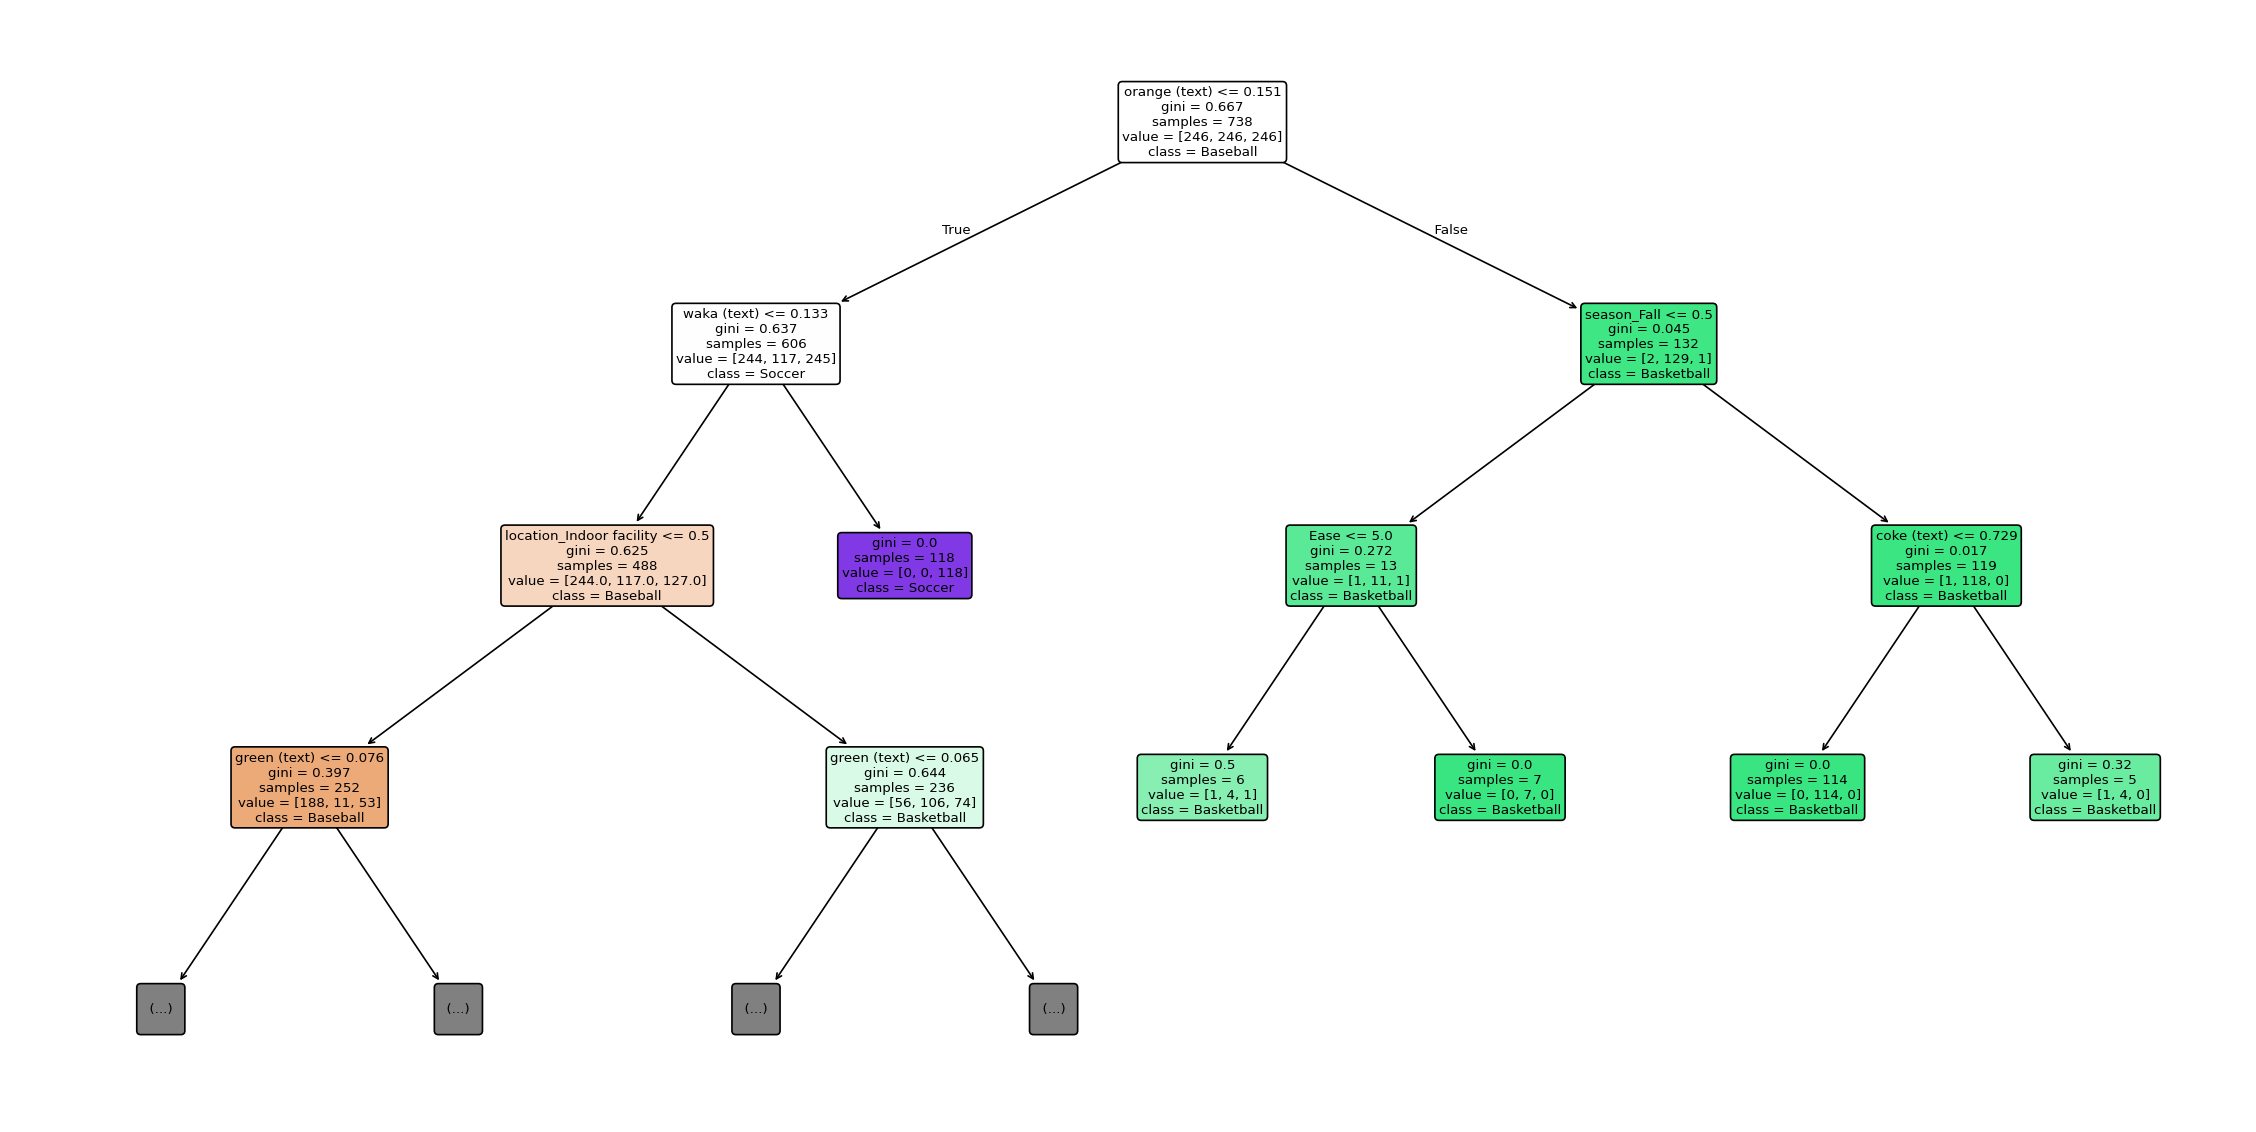 orange (text) <= 0.151
gini = 0.667
samples = 738
value = [246, 246, 246]
class = Baseball
True
False
waka (text) <= 0.133
gini = 0.637
samples = 606
value = [244, 117, 245]
class = Soccer
season_Fall <= 0.5
gini = 0.045
samples = 132
value = [2, 129, 1]
class = Basketball
location_Indoor facility <= 0.5
gini = 0.625
samples = 488
value = [244.0, 117.0, 127.0]
class = Baseball
gini = 0.0
samples = 118
value = [0, 0, 118]
class = Soccer
Ease <= 5.0
gini = 0.272
samples = 13
value = [1, 11, 1]
class = Basketball
coke (text) <= 0.729
gini = 0.017
samples = 119
value = [1, 118, 0]
class = Basketball
green (text) <= 0.076
gini = 0.397
samples = 252
value = [188, 11, 53]
class = Baseball
green (text) <= 0.065
gini = 0.644
samples = 236
value = [56, 106, 74]
class = Basketball
gini = 0.5
samples = 6
value = [1, 4, 1]
class = Basketball
gini = 0.0
samples = 7
value = [0, 7, 0]
class = Basketball
gini = 0.0
samples = 114
value = [0, 114, 0]
class = Basketball
gini = 0.32
samples = 5
value = [1, 4, 0]
class = Basketball
(...)
(...)
(...)
(...)